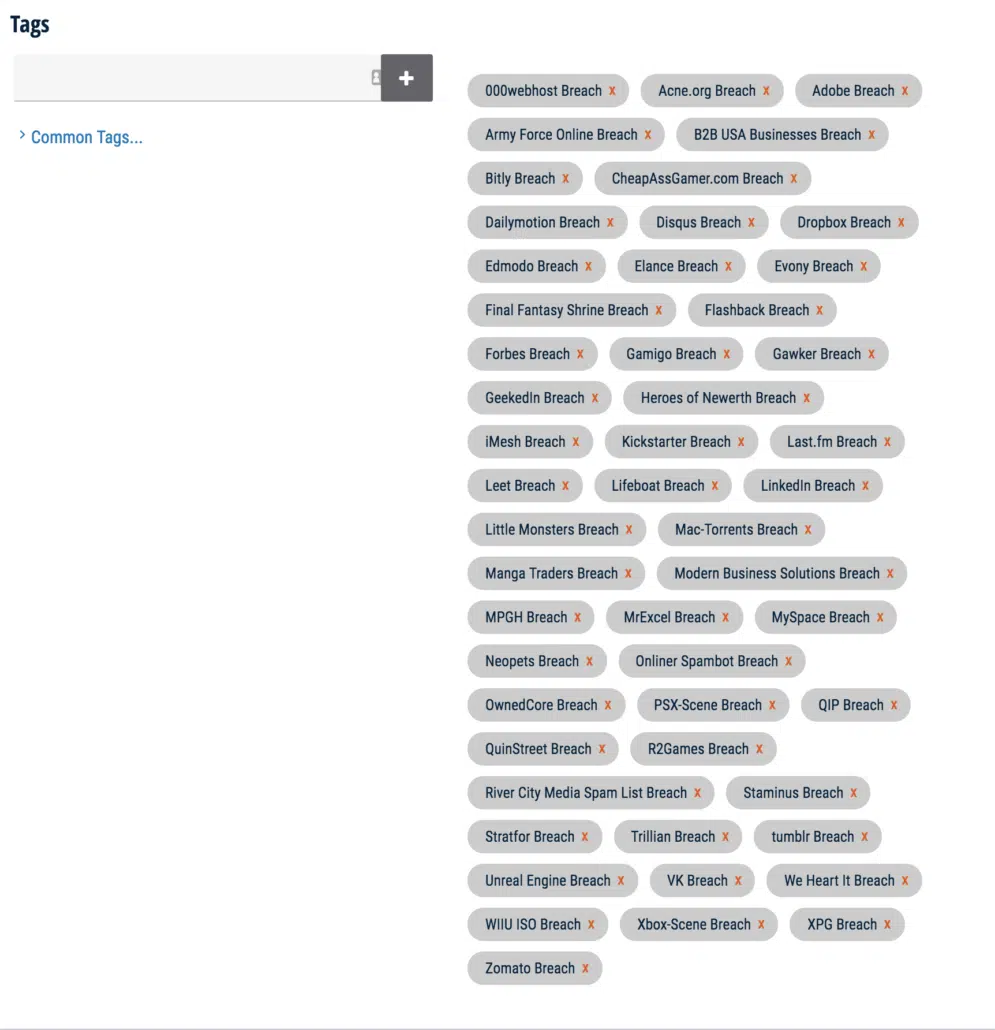 Tags
+
Common Tags...
000webhost Breach x Acne.org Breach x Adobe Breach x
Army Force Online Breach x B2B USA Businesses Breach x
Bitly Breach x CheapAssGamer.com Breach x
Dailymotion Breach x Disqus Breach x Dropbox Breach x
Edmodo Breach x Elance Breach x Evony Breach x
Final Fantasy Shrine Breach x Flashback Breach x
Forbes Breach x Gamigo Breach x Gawker Breach x
GeekedIn Breach x Heroes of Newerth Breach x
iMesh Breach x Kickstarter Breach x Last.fm Breach x
Leet Breach x Lifeboat Breach x LinkedIn Breach x
Little Monsters Breach x Mac-Torrents Breach x
Manga Traders Breach x Modern Business Solutions Breach x
MPGH Breach x MrExcel Breach x MySpace Breach x
Neopets Breach x Onliner Spambot Breach x
OwnedCore Breach x PSX-Scene Breach x QIP Breach x
QuinStreet Breach x R2Games Breach x
River City Media Spam List Breach x Staminus Breach x
Stratfor Breach x Trillian Breach x tumblr Breach x
Unreal Engine Breach x VK Breach x We Heart It Breach x
WIIU ISO Breach x Xbox-Scene Breach x XPG Breach x
Zomato Breach x